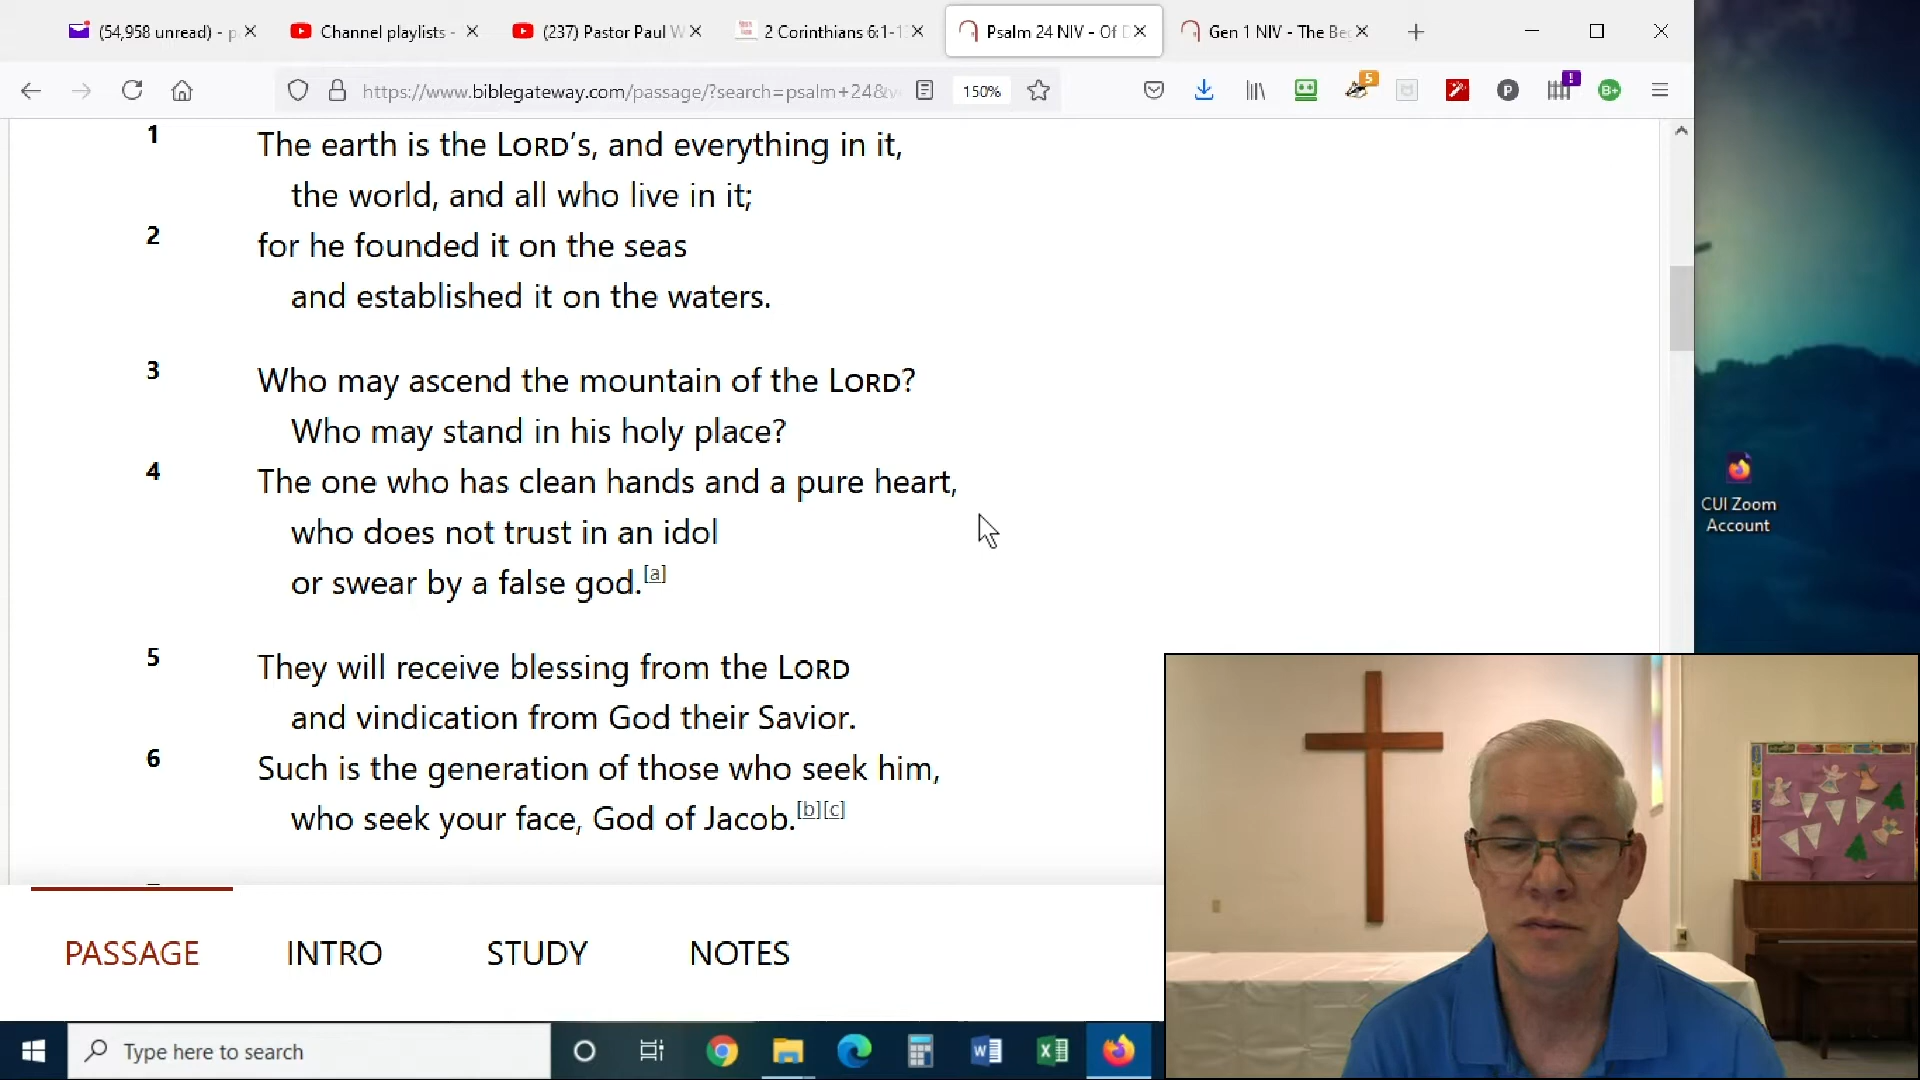 (54,958 unread) - p
Channel playlists -
(237) Pastor Paul W
2 Corinthians 6:1-1
Psalm 24 NIV - Of D
Gen 1 NIV - The Be
https://www.biblegateway.com/passage/?search=psalm+24&v
150%
5
!
P
B+
1 The earth is the LORD’s, and everything in it,
the world, and all who live in it;
2 for he founded it on the seas
and established it on the waters.
3 Who may ascend the mountain of the LORD?
Who may stand in his holy place?
4 The one who has clean hands and a pure heart,
who does not trust in an idol
or swear by a false god.[a]
5 They will receive blessing from the LORD
and vindication from God their Savior.
6 Such is the generation of those who seek him,
who seek your face, God of Jacob.[b][c]
CUI Zoom
Account
PASSAGE INTRO STUDY NOTES
Type here to search